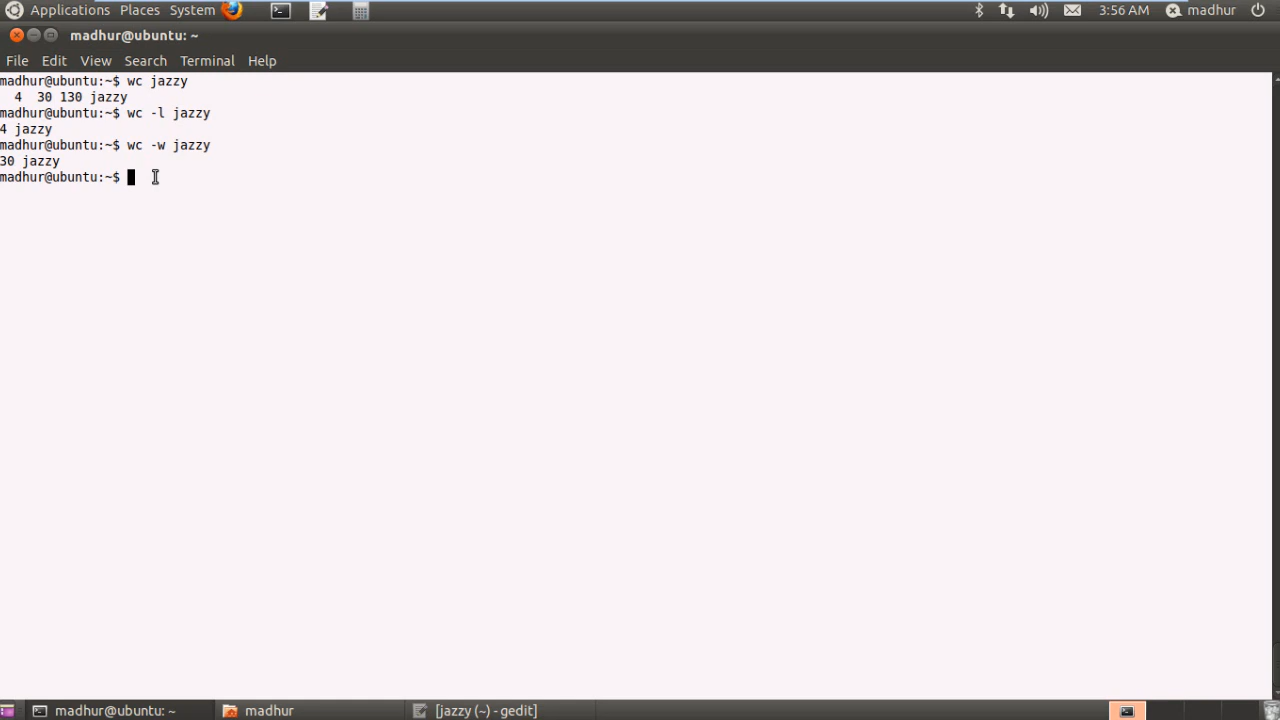 Applications Places System 3:56 AM madhur
madhur@ubuntu: ~
File Edit View Search Terminal Help
madhur@ubuntu:~$ wc jazzy
  4  30 130 jazzy
madhur@ubuntu:~$ wc -l jazzy
4 jazzy
madhur@ubuntu:~$ wc -w jazzy
30 jazzy
madhur@ubuntu:~$
madhur@ubuntu: ~ madhur [jazzy (~) - gedit]